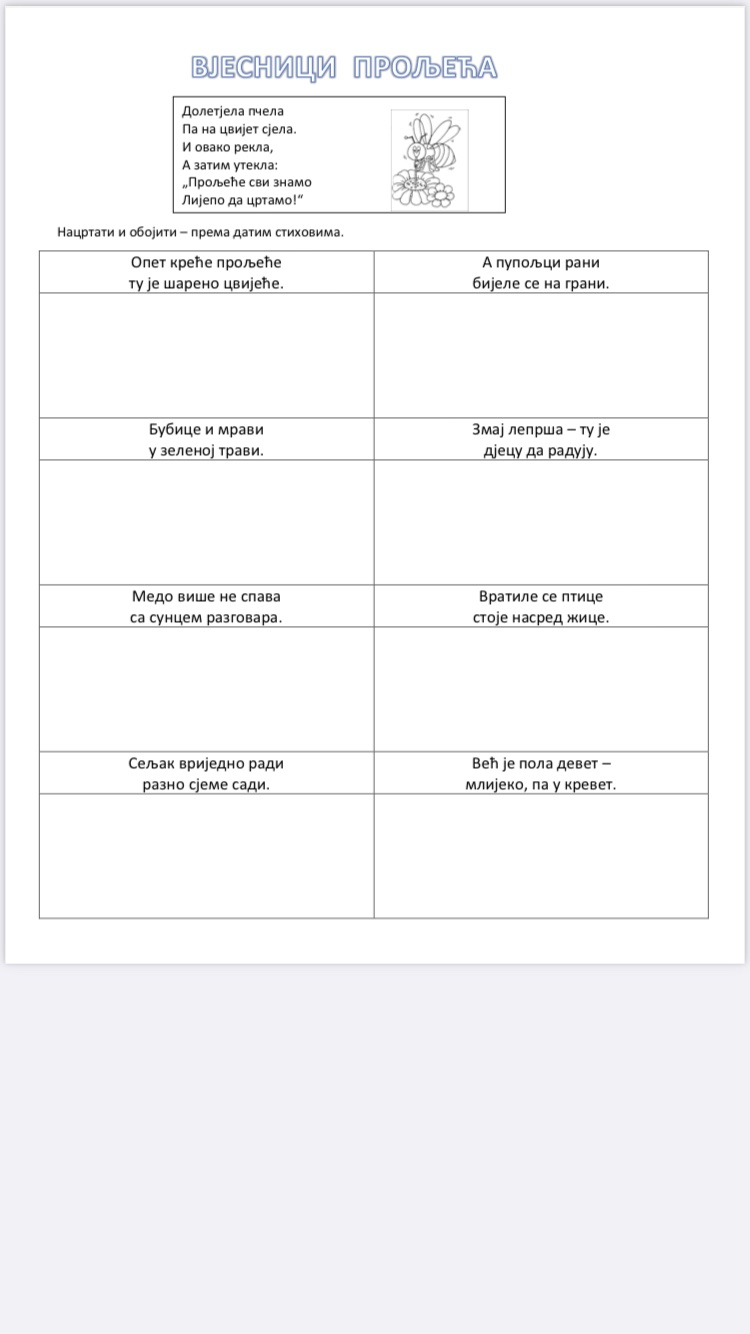 ВЈЕСНИЦИ ПРОЉЕЋА
Долетјела пчела
Па на цвијет сјела.
И овако рекла,
А затим утекла:
„Прољеће сви знамо
Лијепо да цртамо!“
Нацртати и обојити – према датим стиховима.
Опет креће прољеће
ту је шарено цвијеће.
А пупољци рани
бијеле се на грани.
Бубице и мрави
у зеленој трави.
Змај лепрша – ту је
дјецу да радују.
Медо више не спава
са сунцем разговара.
Вратиле се птице
стоје насред жице.
Сељак вриједно ради
разно сјеме сади.
Већ је пола девет –
млијеко, па у кревет.